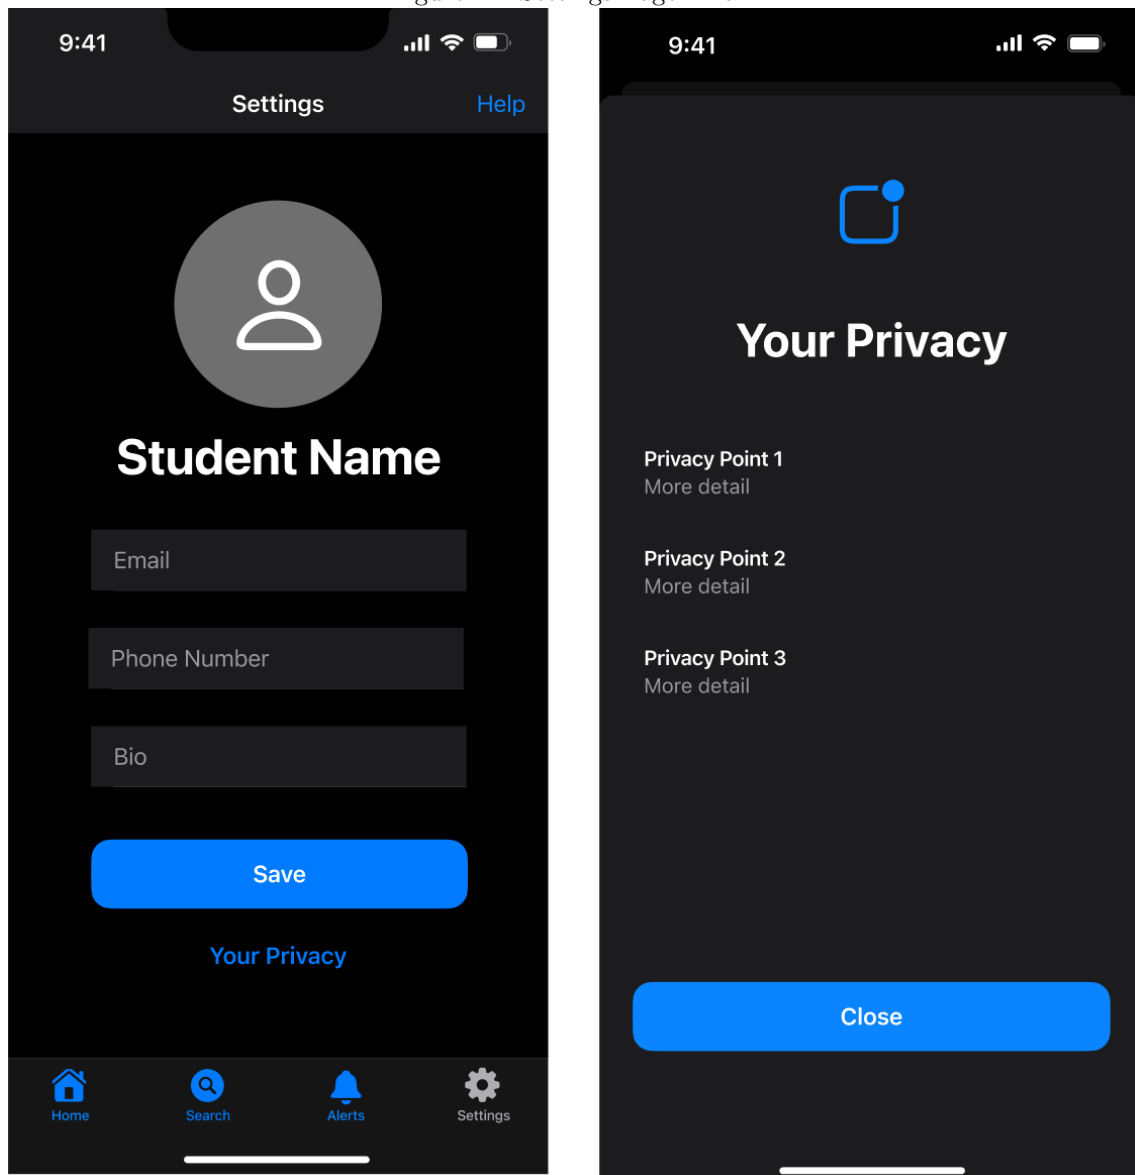 9:41
Settings
Help
Student Name
Email
Phone Number
Bio
Save
Your Privacy
Home
Search
Alerts
Settings
9:41
Your Privacy
Privacy Point 1
More detail
Privacy Point 2
More detail
Privacy Point 3
More detail
Close